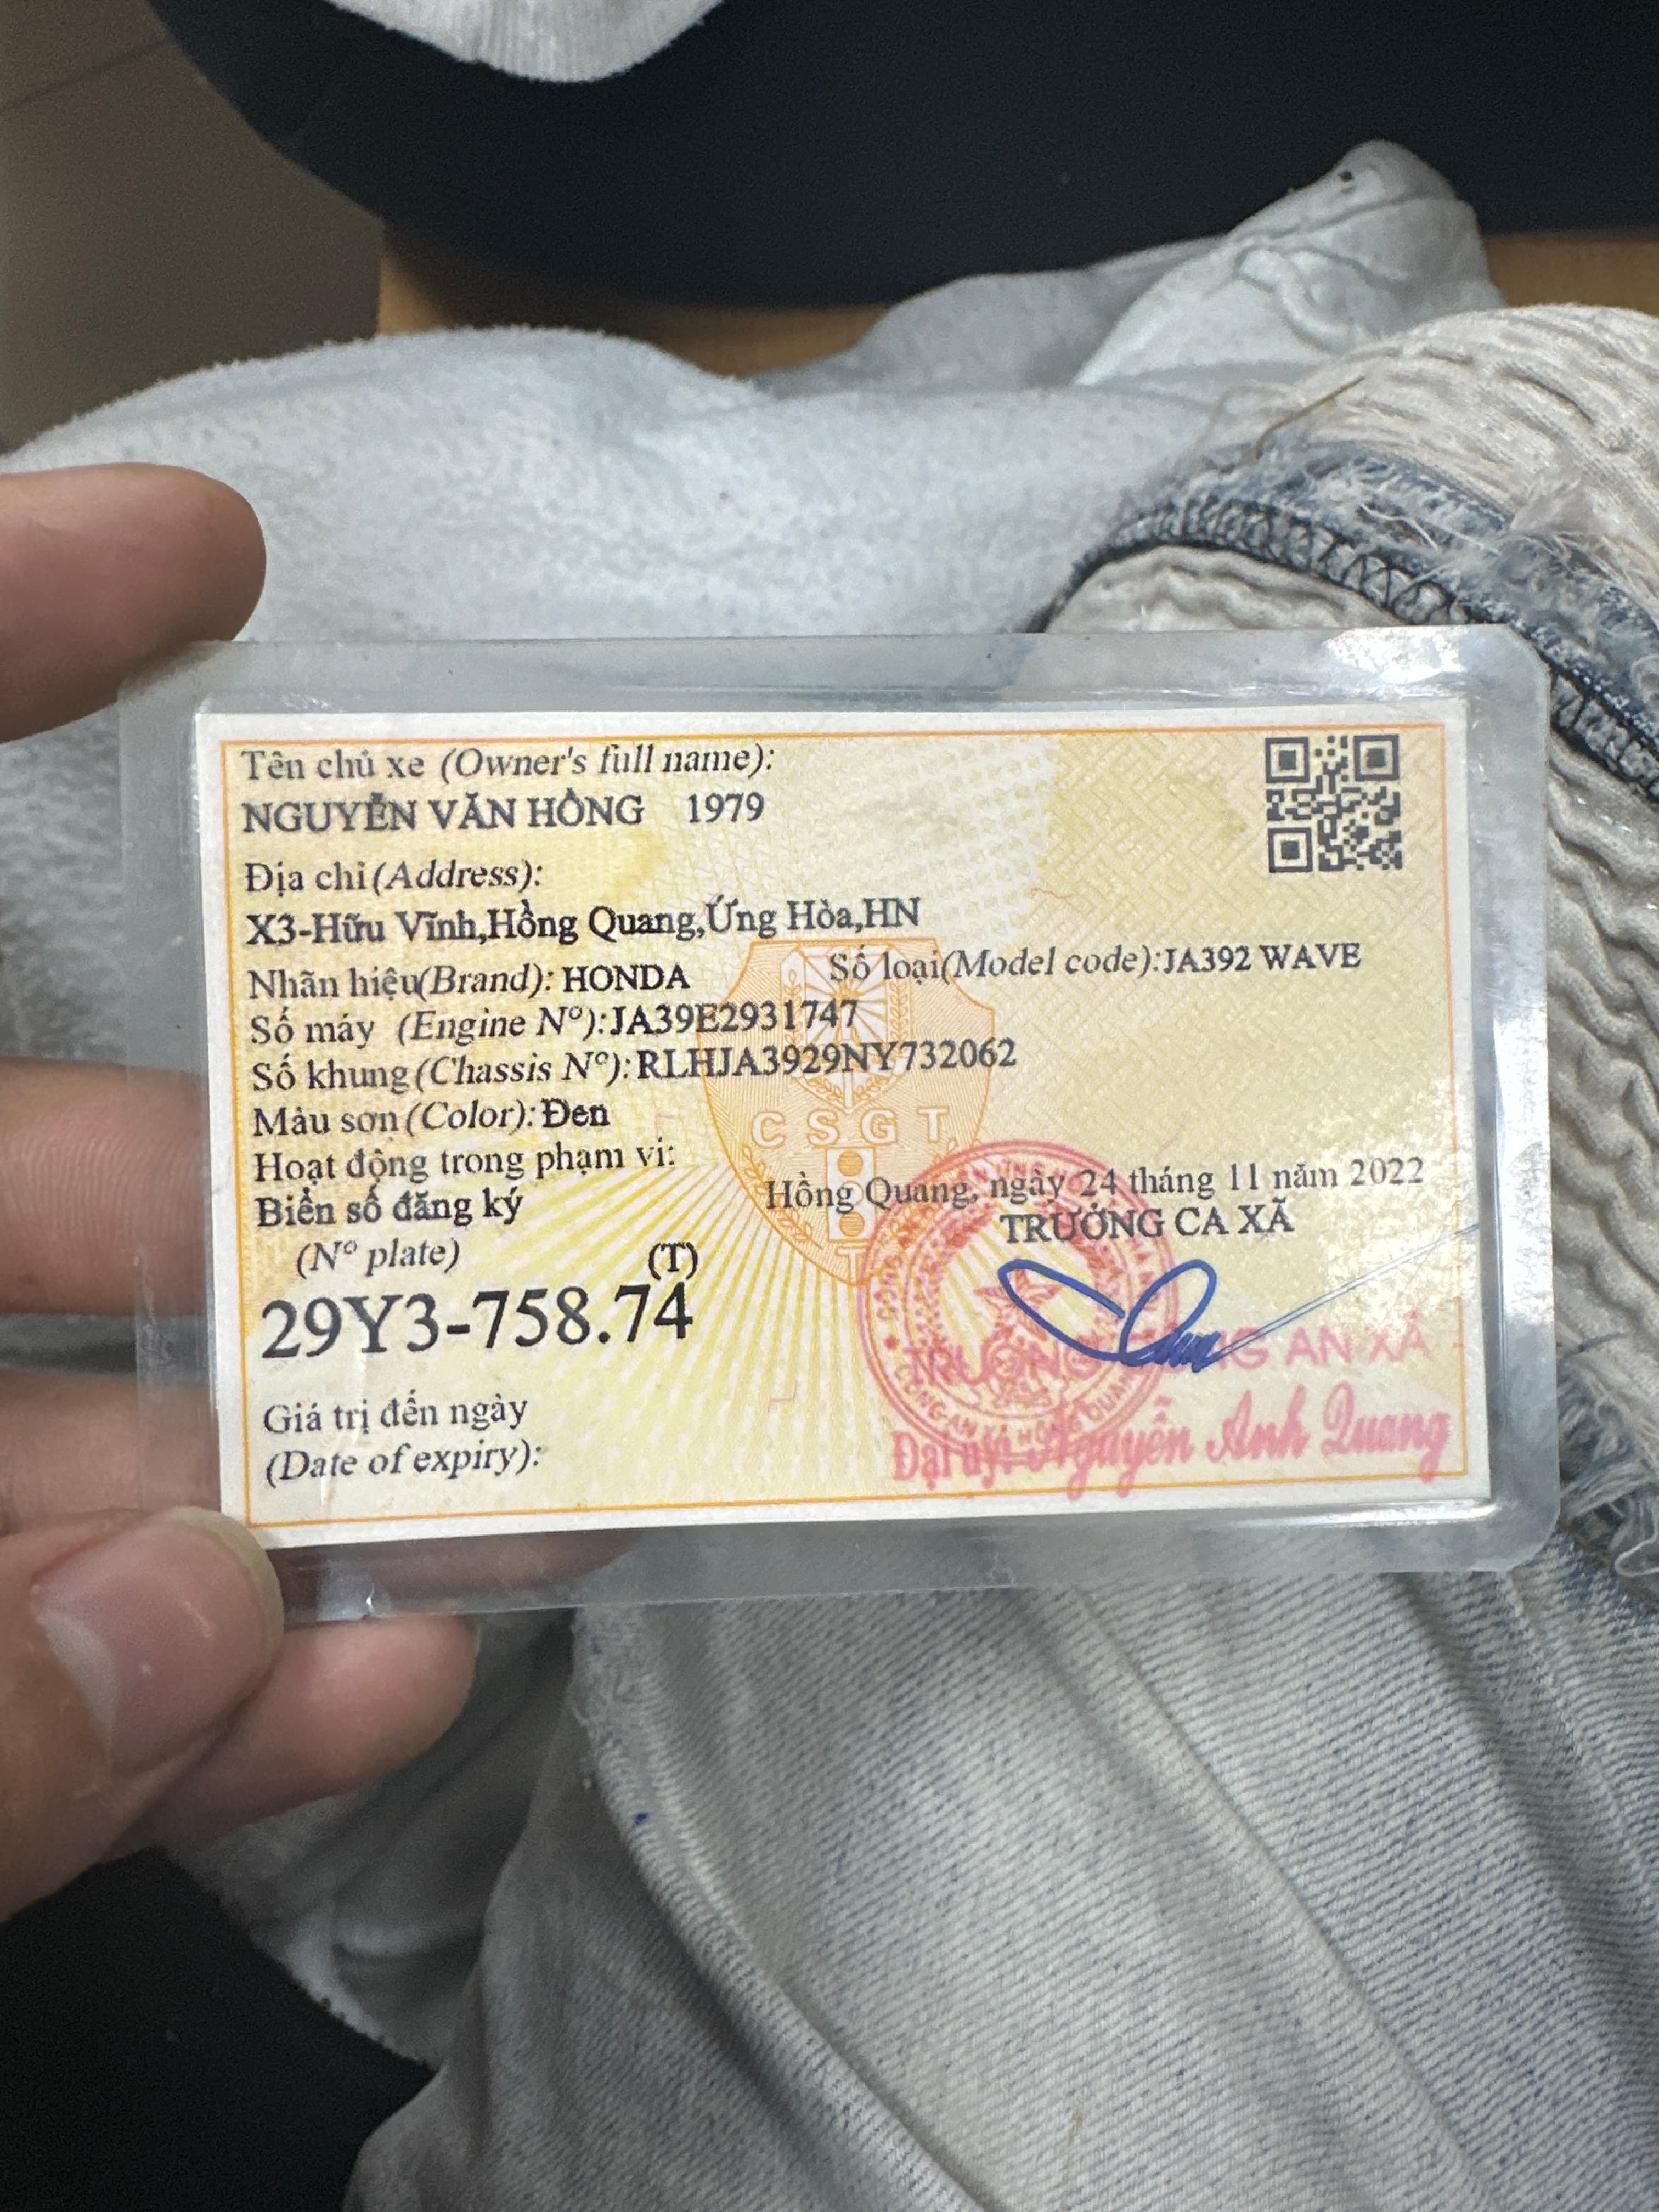 Tên chủ xe (Owner's full name):
NGUYỄN VĂN HỒNG 1979
Địa chỉ (Address):
X3-Hữu Vĩnh,Hồng Quang,Ứng Hòa,HN
Nhãn hiệu(Brand): HONDA Số loại(Model code):JA392 WAVE
Số máy (Engine N°):JA39E2931747
Số khung (Chassis N°): RLHJA3929NY732062
Màu sơn (Color): Đen
CSGT
Hoạt động trong phạm vi:
Hồng Quang, ngày 24 tháng 11 năm 2022
Biển số đăng ký
TRƯỞNG CA XÃ
(N° plate) (T)
29Y3-758.74
TRƯỞNG CÔNG AN XÃ
Giá trị đến ngày
Đại úy: Nguyễn Anh Quang
(Date of expiry):